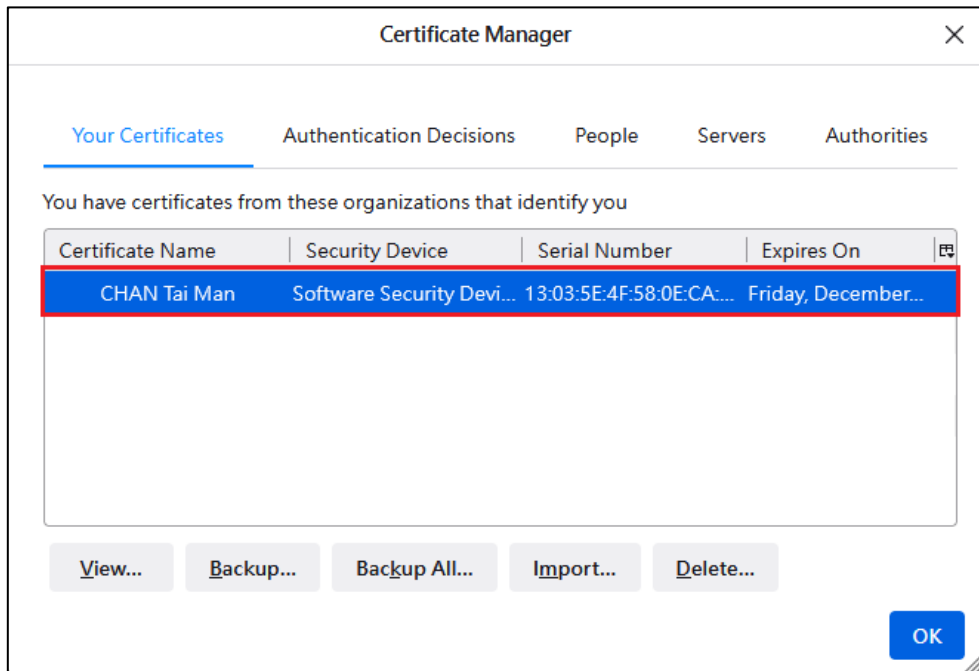 Certificate Manager
Your Certificates Authentication Decisions People Servers Authorities
You have certificates from these organizations that identify you
Certificate Name Security Device Serial Number Expires On
CHAN Tai Man Software Security Devi... 13:03:5E:4F:58:0E:CA:... Friday, December...
View... Backup... Backup All... Import... Delete...
OK